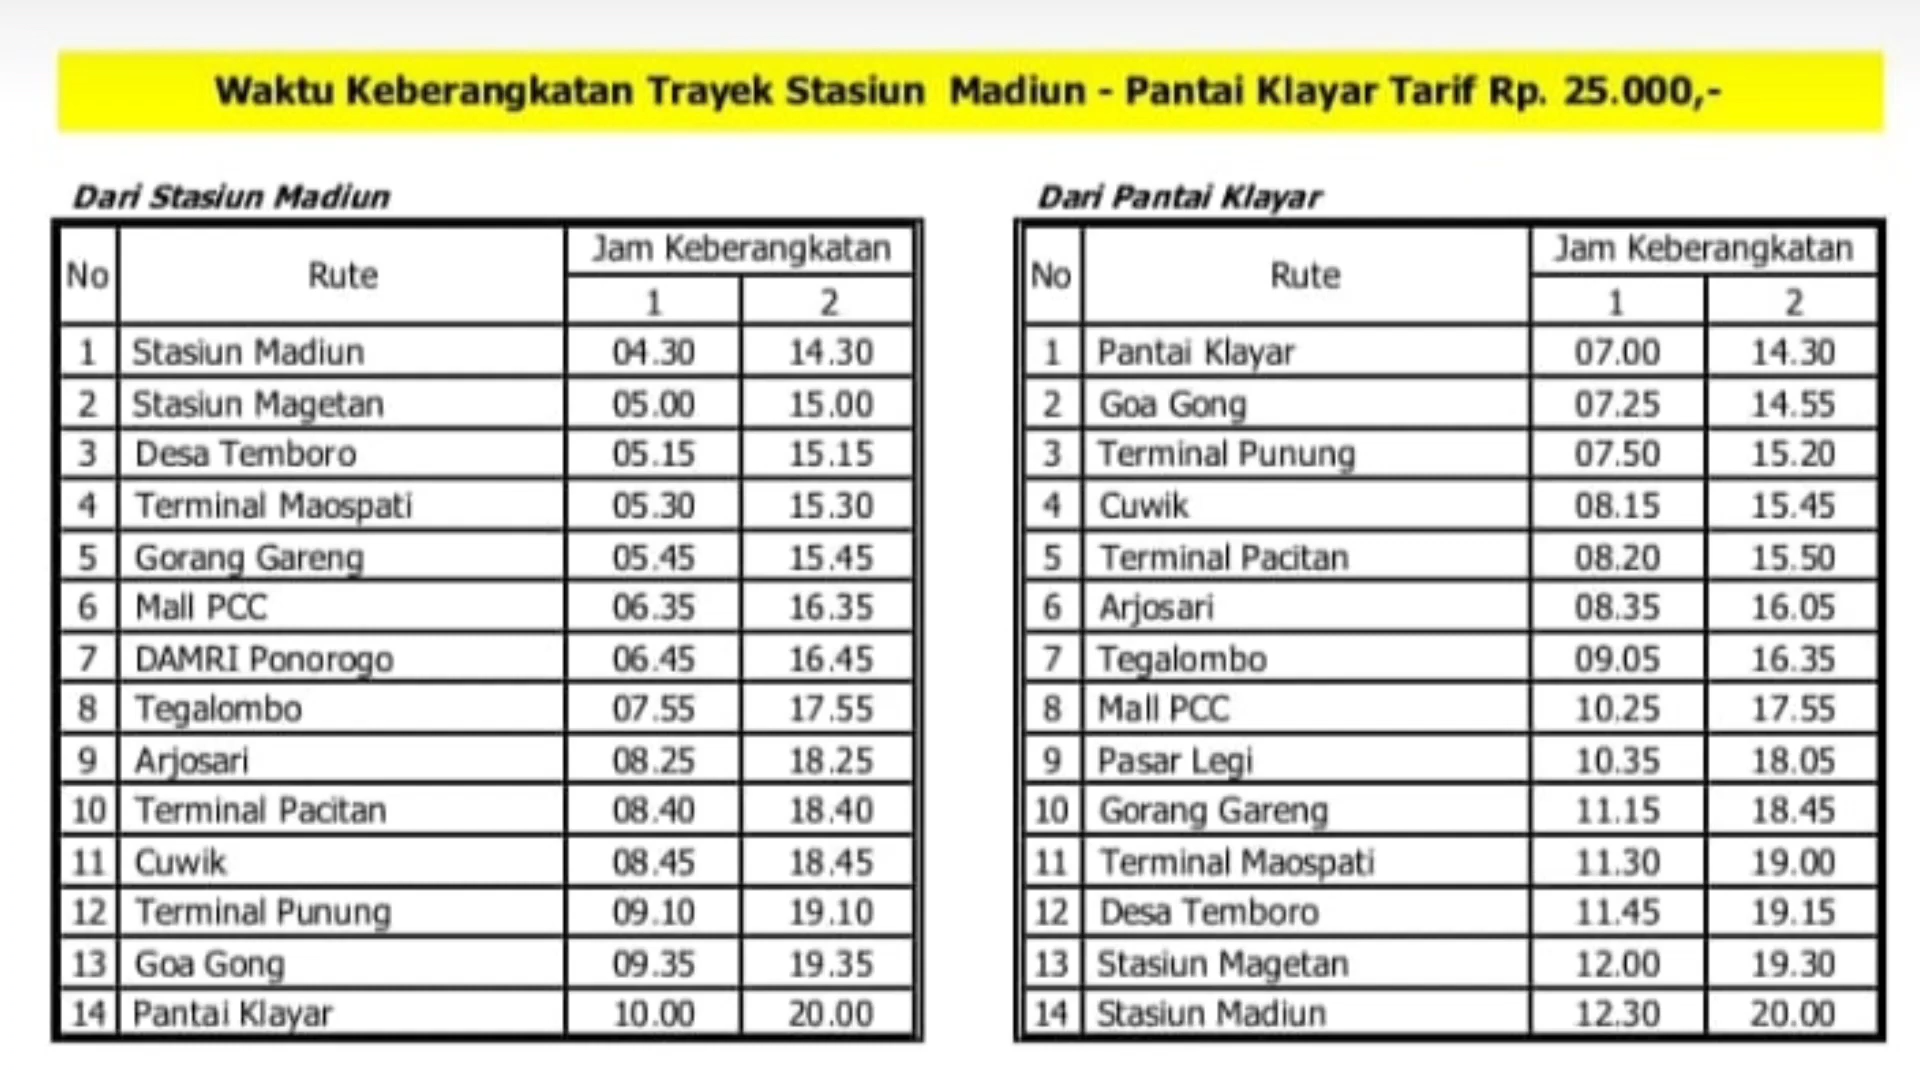 Waktu Keberangkatan Trayek Stasiun Madiun - Pantai Klayar Tarif Rp. 25.000,-
Dari Stasiun Madiun
No Rute Jam Keberangkatan
1 2
1 Stasiun Madiun 04.30 14.30
2 Stasiun Magetan 05.00 15.00
3 Desa Temboro 05.15 15.15
4 Terminal Maospati 05.30 15.30
5 Gorang Gareng 05.45 15.45
6 Mall PCC 06.35 16.35
7 DAMRI Ponorogo 06.45 16.45
8 Tegalombo 07.55 17.55
9 Arjosari 08.25 18.25
10 Terminal Pacitan 08.40 18.40
11 Cuwik 08.45 18.45
12 Terminal Punung 09.10 19.10
13 Goa Gong 09.35 19.35
14 Pantai Klayar 10.00 20.00
Dari Pantai Klayar
No Rute Jam Keberangkatan
1 2
1 Pantai Klayar 07.00 14.30
2 Goa Gong 07.25 14.55
3 Terminal Punung 07.50 15.20
4 Cuwik 08.15 15.45
5 Terminal Pacitan 08.20 15.50
6 Arjosari 08.35 16.05
7 Tegalombo 09.05 16.35
8 Mall PCC 10.25 17.55
9 Pasar Legi 10.35 18.05
10 Gorang Gareng 11.15 18.45
11 Terminal Maospati 11.30 19.00
12 Desa Temboro 11.45 19.15
13 Stasiun Magetan 12.00 19.30
14 Stasiun Madiun 12.30 20.00